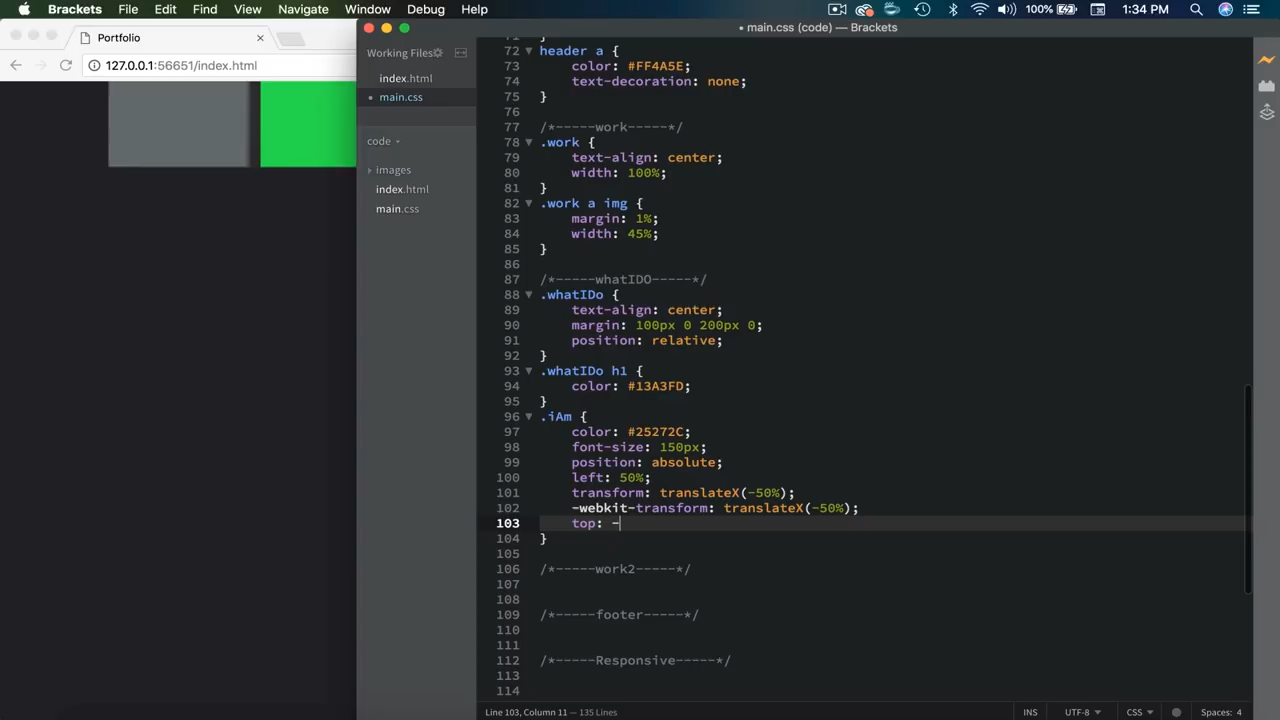 Brackets File Edit Find View Navigate Debug Help 100% 1:34 PM
Portfolio
127.0.0.1:56651/index.html
• main.css (code) — Brackets
Working Files
index.html
main.css
code
images
index.html
main.css
72 header a {
73 color: #FF4A5E;
74 text-decoration: none;
75 }
76
77 /*-----work-----*/
78 .work {
79 text-align: center;
80 width: 100%;
81 }
82 .work a img {
83 margin: 1%;
84 width: 45%;
85 }
86
87 /*-----whatIDO-----*/
88 .whatIDo {
89 text-align: center;
90 margin: 100px 0 200px 0;
91 position: relative;
92 }
93 .whatIDo h1 {
94 color: #13A3FD;
95 }
96 .iAm {
97 color: #25272C;
98 font-size: 150px;
99 position: absolute;
100 left: 50%;
101 transform: translateX(-50%);
102 -webkit-transform: translateX(-50%);
103 top: -
104 }
105
106 /*-----work2-----*/
107
108
109 /*-----footer-----*/
110
111
112 /*-----Responsive-----*/
113
114
Line 103, Column 11 — 135 Lines
INS UTF-8 CSS Spaces: 4